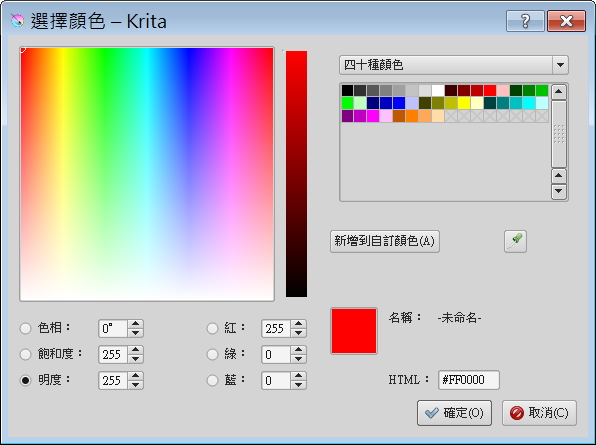 選擇顏色 – Krita
四十種顏色
新增到自訂顏色(A)
色相： 0° 紅： 255
飽和度： 255 綠： 0
明度： 255 藍： 0
名稱： -未命名-
HTML： #FF0000
確定(O) 取消(C)